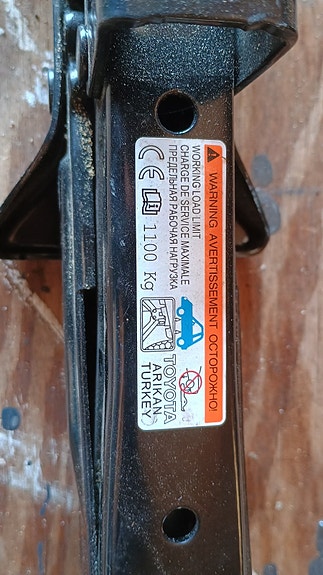 WARNING AVERTISSEMENT ОСТОРОЖНО!
WORKING LOAD LIMIT
CHARGE DE SERVICE MAXIMALE
ПРЕДЕЛЬНАЯ РАБОЧАЯ НАГРУЗКА
CE 1100 Kg
TOYOTA
ARIKAN
TURKEY